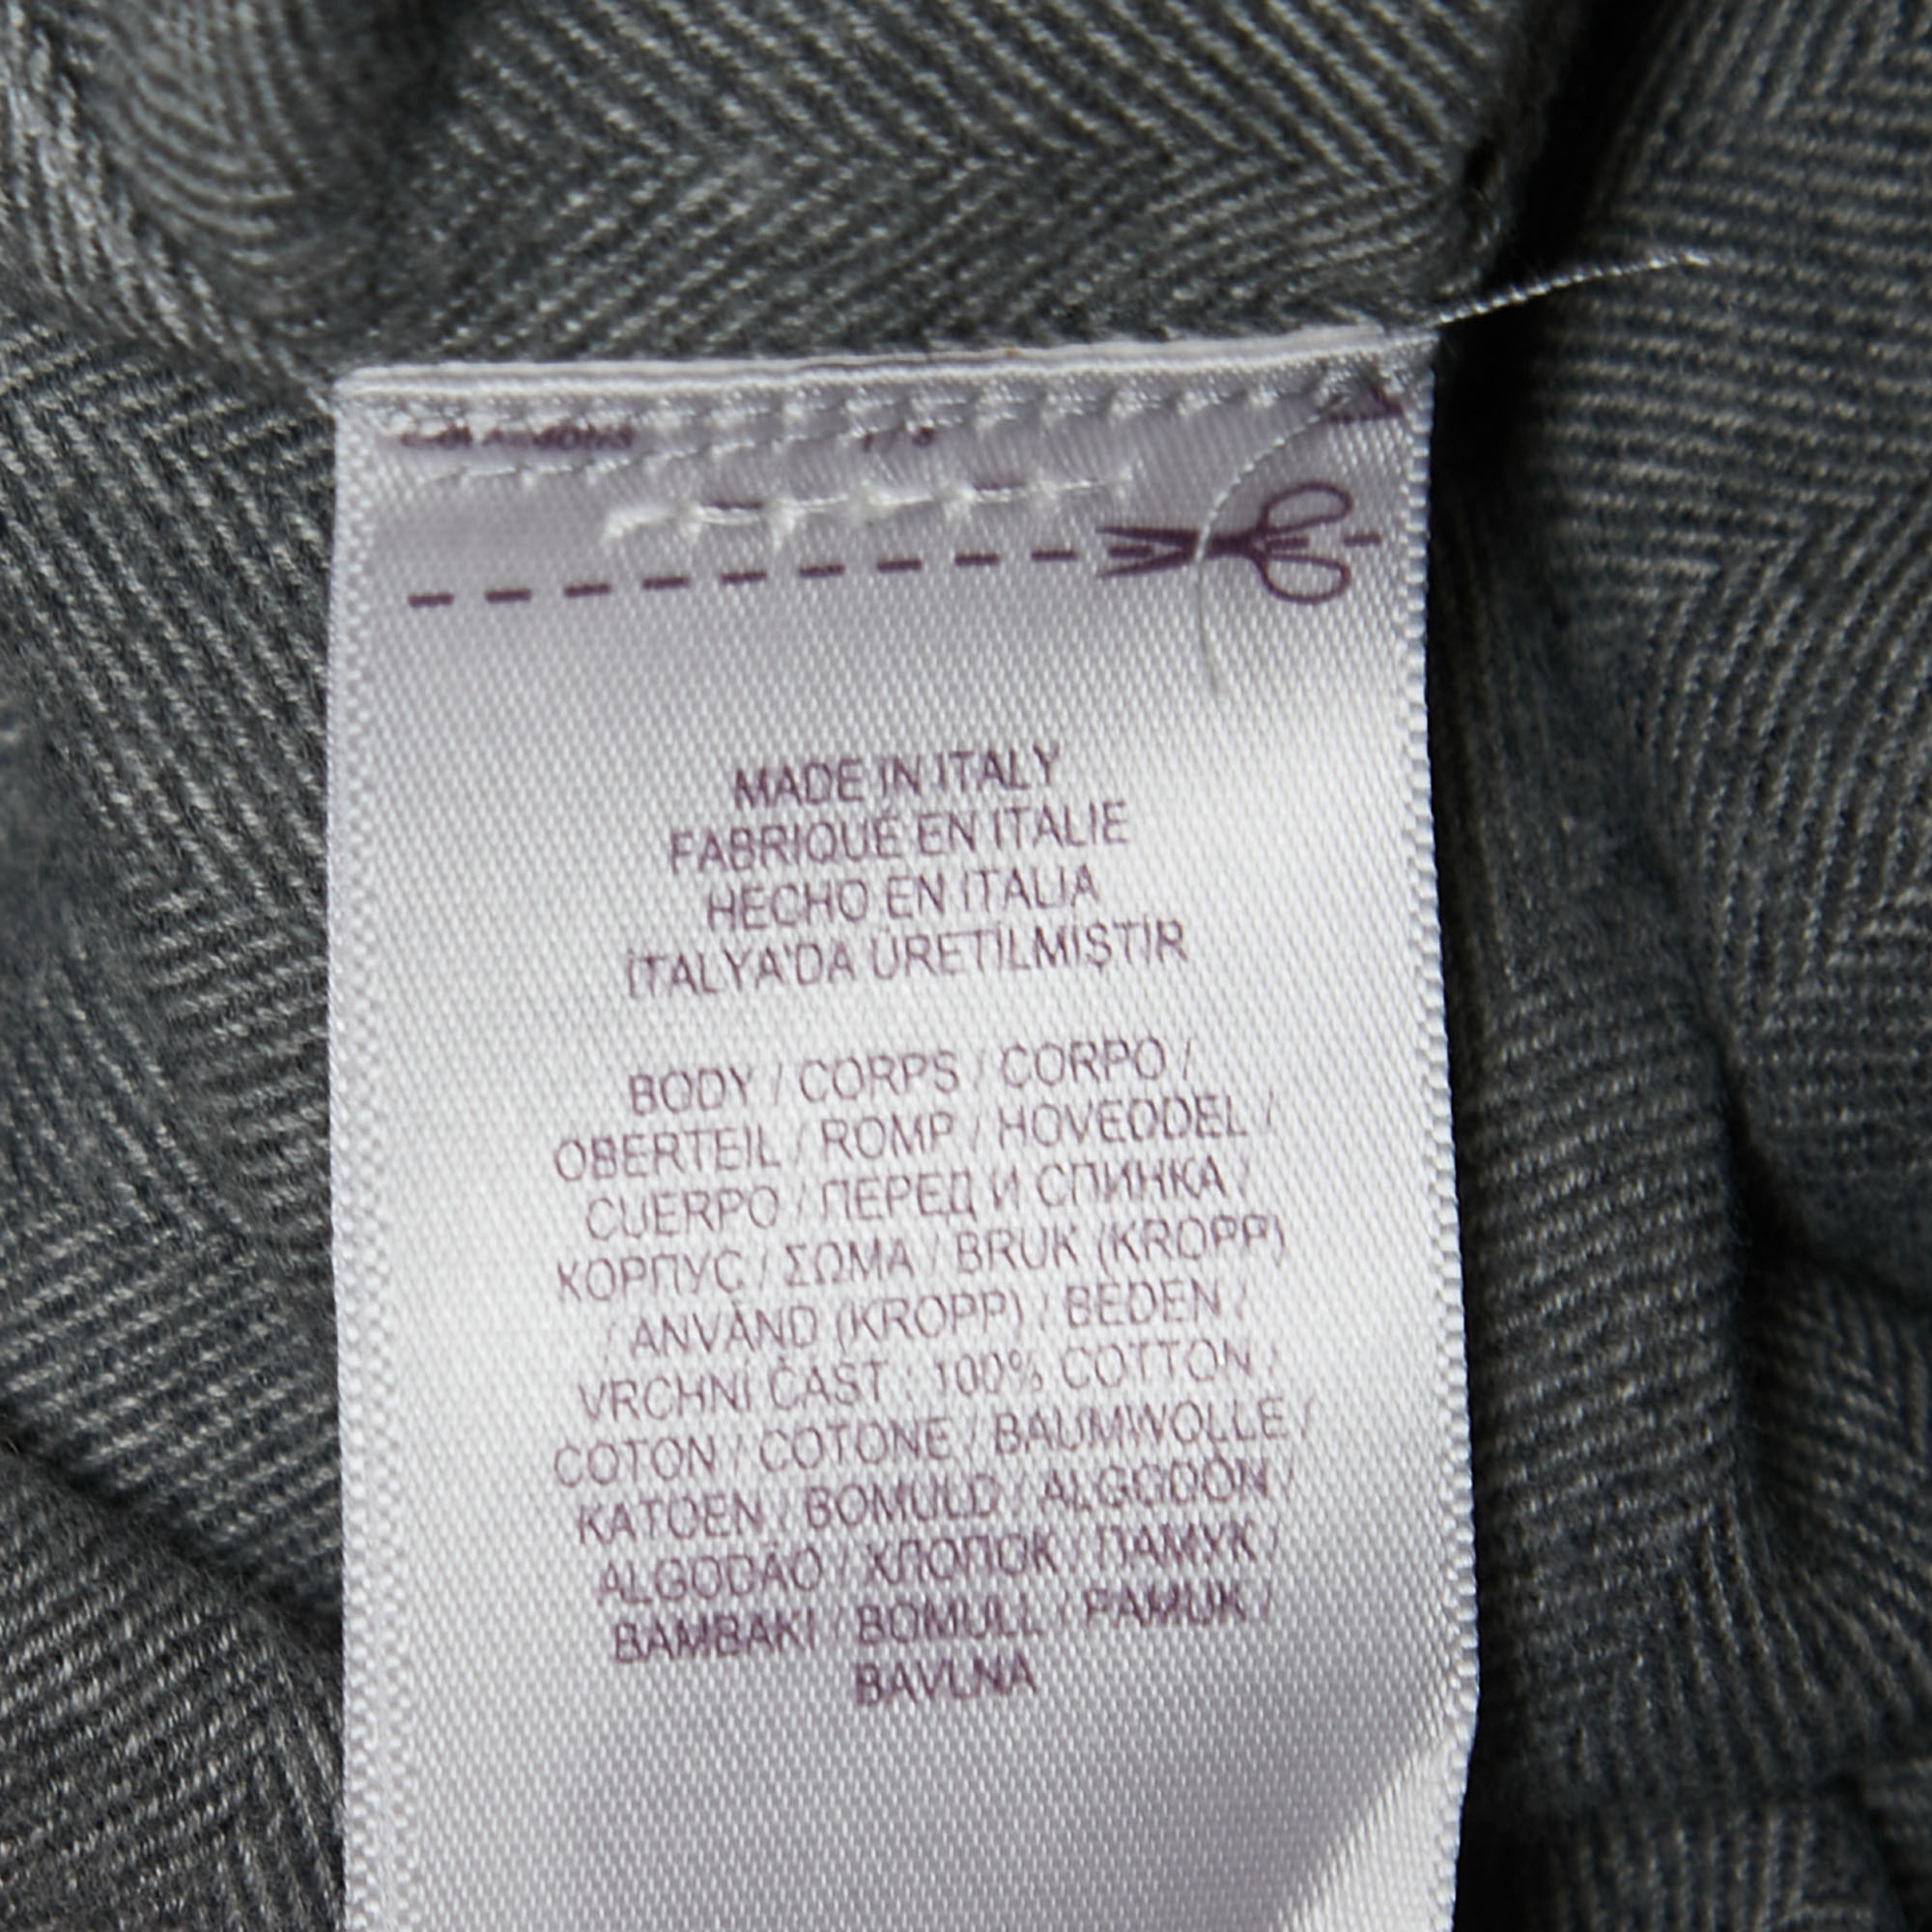 MADE IN ITALY
FABRIQUÉ EN ITALIE
HECHO EN ITALIA
İTALYA'DA ÜRETİLMİŞTİR
BODY / CORPS / CORPO /
OBERTEIL / ROMP / HOVEDDEL /
CUERPO / ПЕРЕД И СПИНКА /
КОРПУС / ΣΩΜΑ / BRUK (KROPP)
/ ANVÄND (KROPP) / BEDEN /
VRCHNÍ ČÁST : 100% COTTON /
COTON / COTONE / BAUMWOLLE /
KATOEN / BOMULD / ALGODÓN /
ALGODÃO / ХЛОПОК / ПАМУК /
BAMBAKI / BOMULL / PAMUK /
BAVLNA